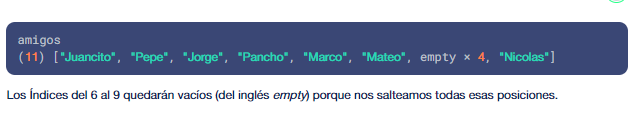 amigos
(11) ["Juancito", "Pepe", "Jorge", "Pancho", "Marco", "Mateo", empty × 4, "Nicolas"]
Los Índices del 6 al 9 quedarán vacíos (del inglés empty) porque nos salteamos todas esas posiciones.